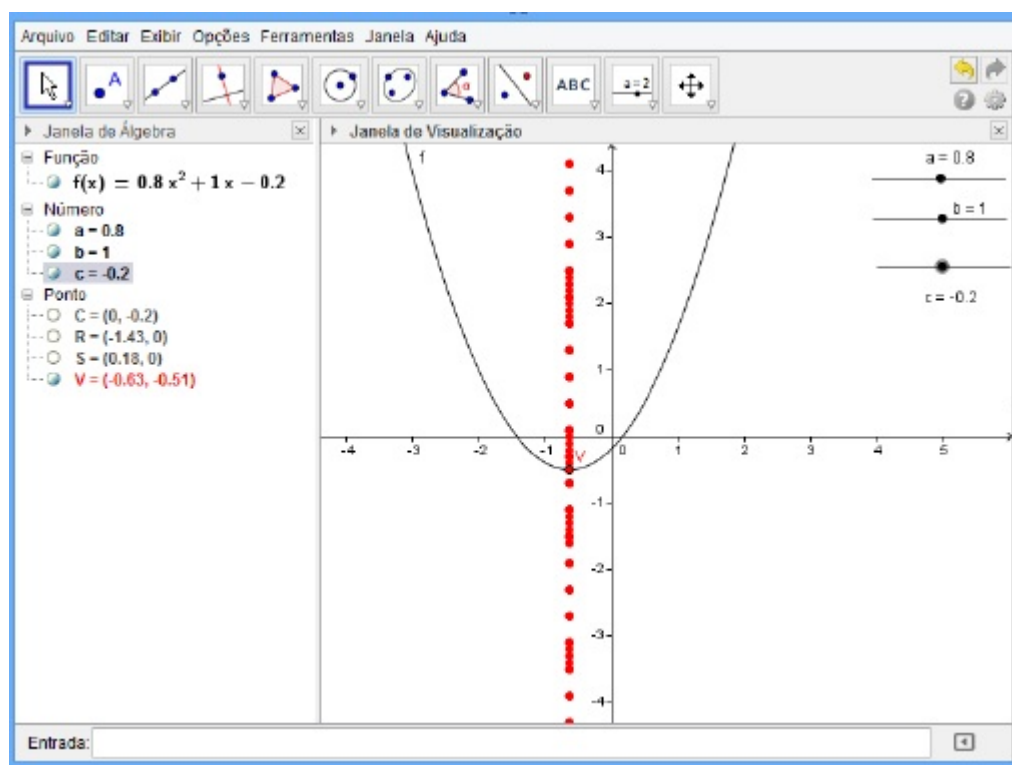 Arquivo Editar Exibir Opções Ferramentas Janela Ajuda
A
α
ABC
a=2
Janela de Álgebra
Janela de Visualização
Função
f(x) = 0.8 x² + 1 x − 0.2
Número
a = 0.8
b = 1
c = -0.2
Ponto
C = (0, -0.2)
R = (-1.43, 0)
S = (0.18, 0)
V = (-0.63, -0.51)
f
a = 0.8
b = 1
c = -0.2
4
3
2
1
0
-4 -3 -2 -1 0 1 2 3 4 5
V
-1
-2
-3
-4
Entrada: